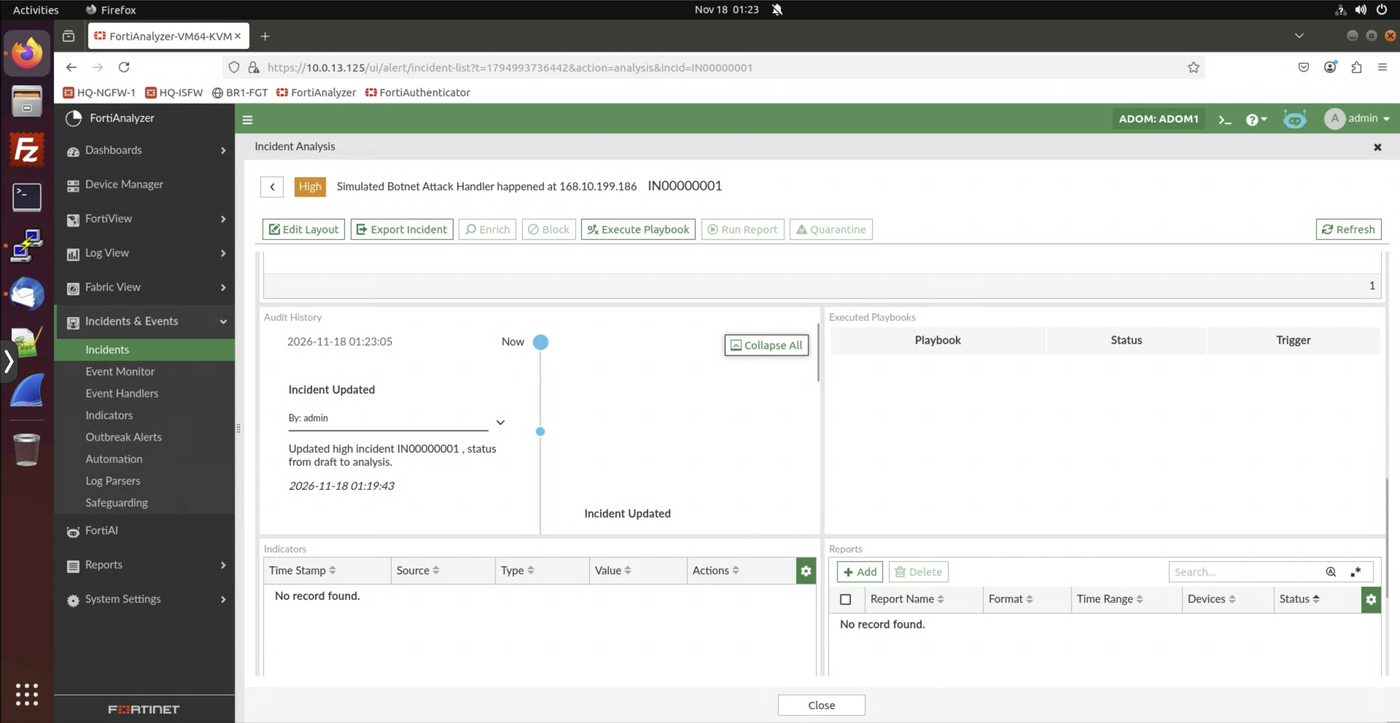 Activities
Firefox
Nov 18 01:23
FortiAnalyzer-VM64-KVM
https://10.0.13.125/ui/alert/incident-list?t=1794993736442&action=analysis&incid=IN00000001
HQ-NGFW-1
HQ-ISFW
BR1-FGT
FortiAnalyzer
FortiAuthenticator
FortiAnalyzer
ADOM: ADOM1
A
admin
Dashboards
Device Manager
FortiView
Log View
Fabric View
Incidents & Events
Incidents
Event Monitor
Event Handlers
Indicators
Outbreak Alerts
Automation
Log Parsers
Safeguarding
FortiAI
Reports
System Settings
FORTINET
Incident Analysis
High
Simulated Botnet Attack Handler happened at 168.10.199.186
IN00000001
Edit Layout
Export Incident
Enrich
Block
Execute Playbook
Run Report
Quarantine
Refresh
1
Audit History
2026-11-18 01:23:05
Now
Collapse All
Incident Updated
By: admin
Updated high incident IN00000001 , status
from draft to analysis.
2026-11-18 01:19:43
Incident Updated
Executed Playbooks
Playbook
Status
Trigger
Indicators
Time Stamp
Source
Type
Value
Actions
No record found.
Reports
+ Add
Delete
Search...
Report Name
Format
Time Range
Devices
Status
No record found.
Close